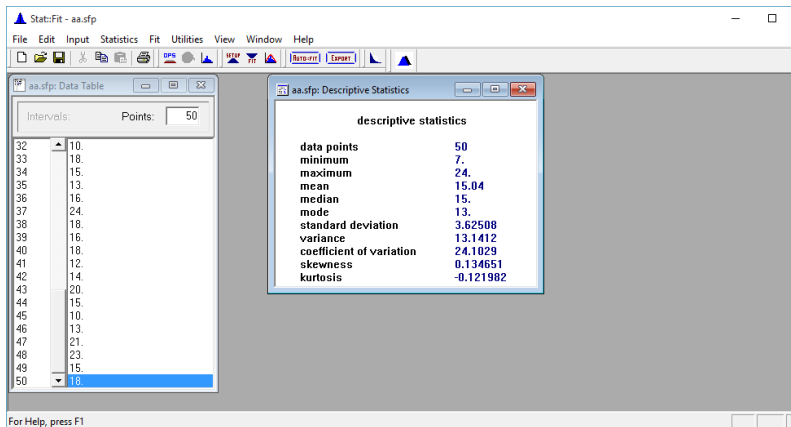 Stat::Fit - aa.sfp
File Edit Input Statistics Fit Utilities View Window Help
DPS SETUP FIT AUTO::FIT EXPORT
aa.sfp: Data Table
Intervals: Points: 50
32 10.
33 18.
34 15.
35 13.
36 16.
37 24.
38 18.
39 16.
40 18.
41 12.
42 14.
43 20.
44 15.
45 10.
46 13.
47 21.
48 23.
49 15.
50 18.
aa.sfp: Descriptive Statistics
descriptive statistics
data points 50
minimum 7.
maximum 24.
mean 15.04
median 15.
mode 13.
standard deviation 3.62508
variance 13.1412
coefficient of variation 24.1029
skewness 0.134651
kurtosis -0.121982
For Help, press F1